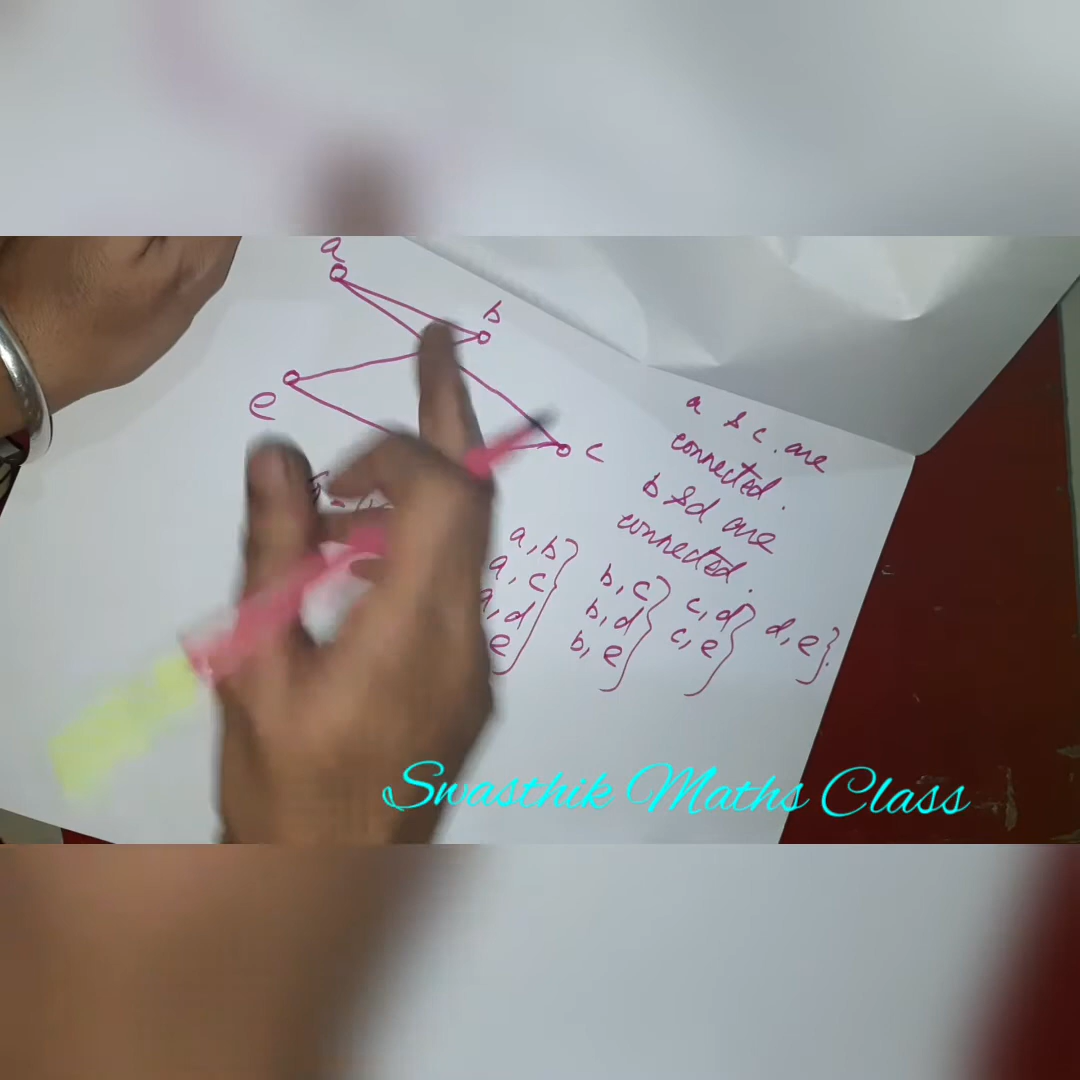 a
b
e
c
a & c. are
connected.
b & d are
connected.
a, b }
a, c
a, d
e
b, c }
b, d
b, e
c, d }
c, e
d, e }.
Swasthik Maths Class